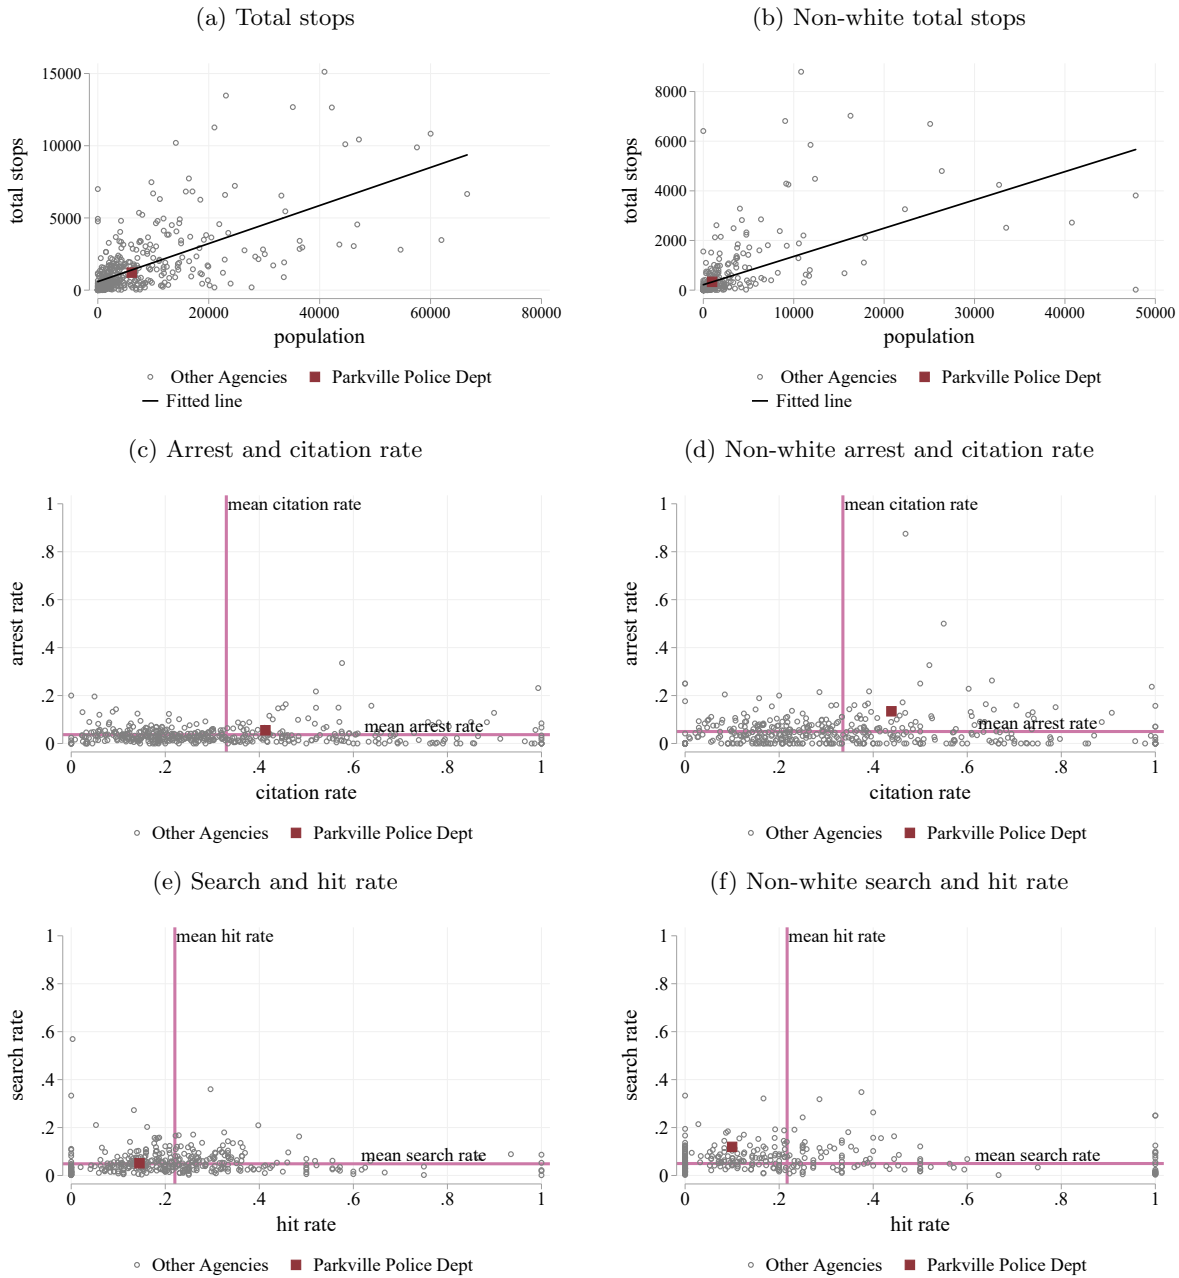 (a) Total stops
(b) Non-white total stops
15000
10000
5000
0
total stops
0 20000 40000 60000 80000
population
Other Agencies Parkville Police Dept
Fitted line
8000
6000
4000
2000
0
total stops
0 10000 20000 30000 40000 50000
population
Other Agencies Parkville Police Dept
Fitted line
(c) Arrest and citation rate
(d) Non-white arrest and citation rate
1
.8
.6
.4
.2
0
arrest rate
mean citation rate
mean arrest rate
0 .2 .4 .6 .8 1
citation rate
Other Agencies Parkville Police Dept
1
.8
.6
.4
.2
0
arrest rate
mean citation rate
mean arrest rate
0 .2 .4 .6 .8 1
citation rate
Other Agencies Parkville Police Dept
(e) Search and hit rate
(f) Non-white search and hit rate
1
.8
.6
.4
.2
0
search rate
mean hit rate
mean search rate
0 .2 .4 .6 .8 1
hit rate
Other Agencies Parkville Police Dept
1
.8
.6
.4
.2
0
search rate
mean hit rate
mean search rate
0 .2 .4 .6 .8 1
hit rate
Other Agencies Parkville Police Dept